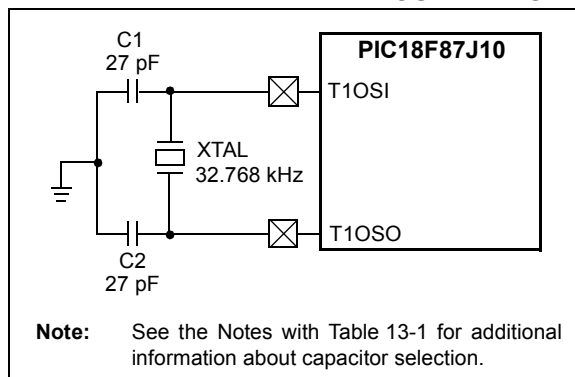 C1
27 pF
PIC18F87J10
T1OSI
XTAL
32.768 kHz
T1OSO
C2
27 pF
Note: See the Notes with Table 13-1 for additional
information about capacitor selection.